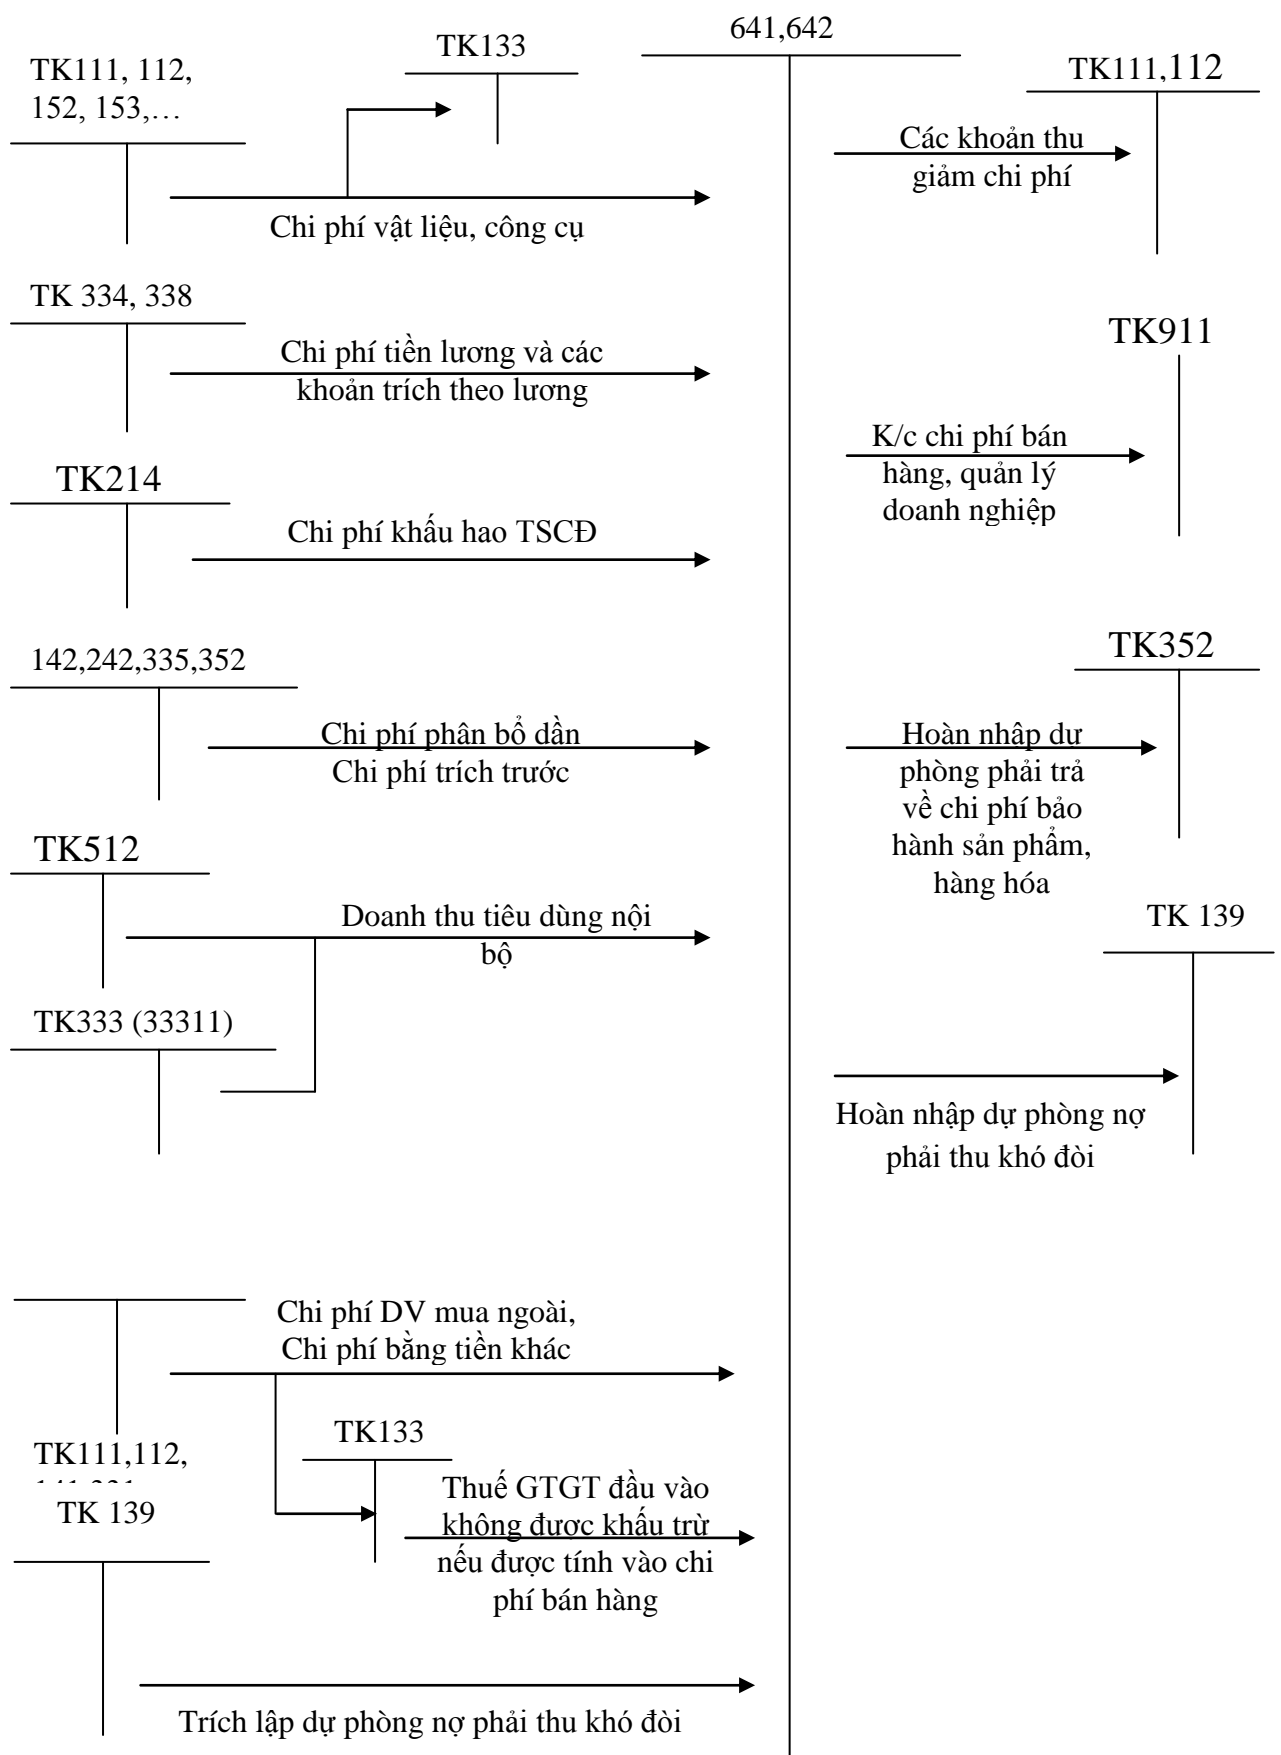 641,642
TK133
TK111, 112,
152, 153,…
TK111,112
Các khoản thu
giảm chi phí
Chi phí vật liệu, công cụ
TK 334, 338
TK911
Chi phí tiền lương và các
khoản trích theo lương
K/c chi phí bán
hàng, quản lý
doanh nghiệp
TK214
Chi phí khấu hao TSCĐ
142,242,335,352
TK352
Chi phí phân bổ dần
Chi phí trích trước
Hoàn nhập dự
phòng phải trả
về chi phí bảo
hành sản phẩm,
hàng hóa
TK512
Doanh thu tiêu dùng nội
bộ
TK 139
TK333 (33311)
Hoàn nhập dự phòng nợ
phải thu khó đòi
Chi phí DV mua ngoài,
Chi phí bằng tiền khác
TK133
TK111,112,
TK 139
Thuế GTGT đầu vào
không được khấu trừ
nếu được tính vào chi
phí bán hàng
Trích lập dự phòng nợ phải thu khó đòi